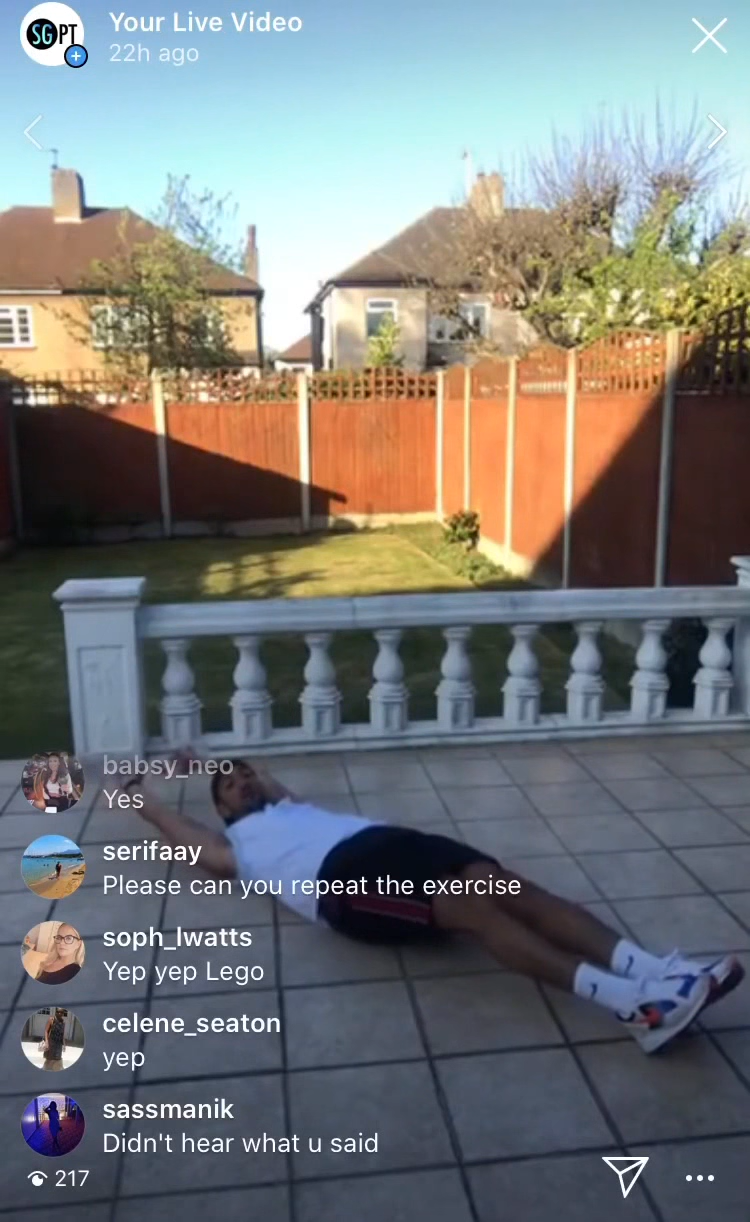 SGPT
Your Live Video
22h ago
babsy_neo
Yes
serifaay
Please can you repeat the exercise
soph_lwatts
Yep yep Lego
celene_seaton
yep
sassmanik
Didn't hear what u said
217